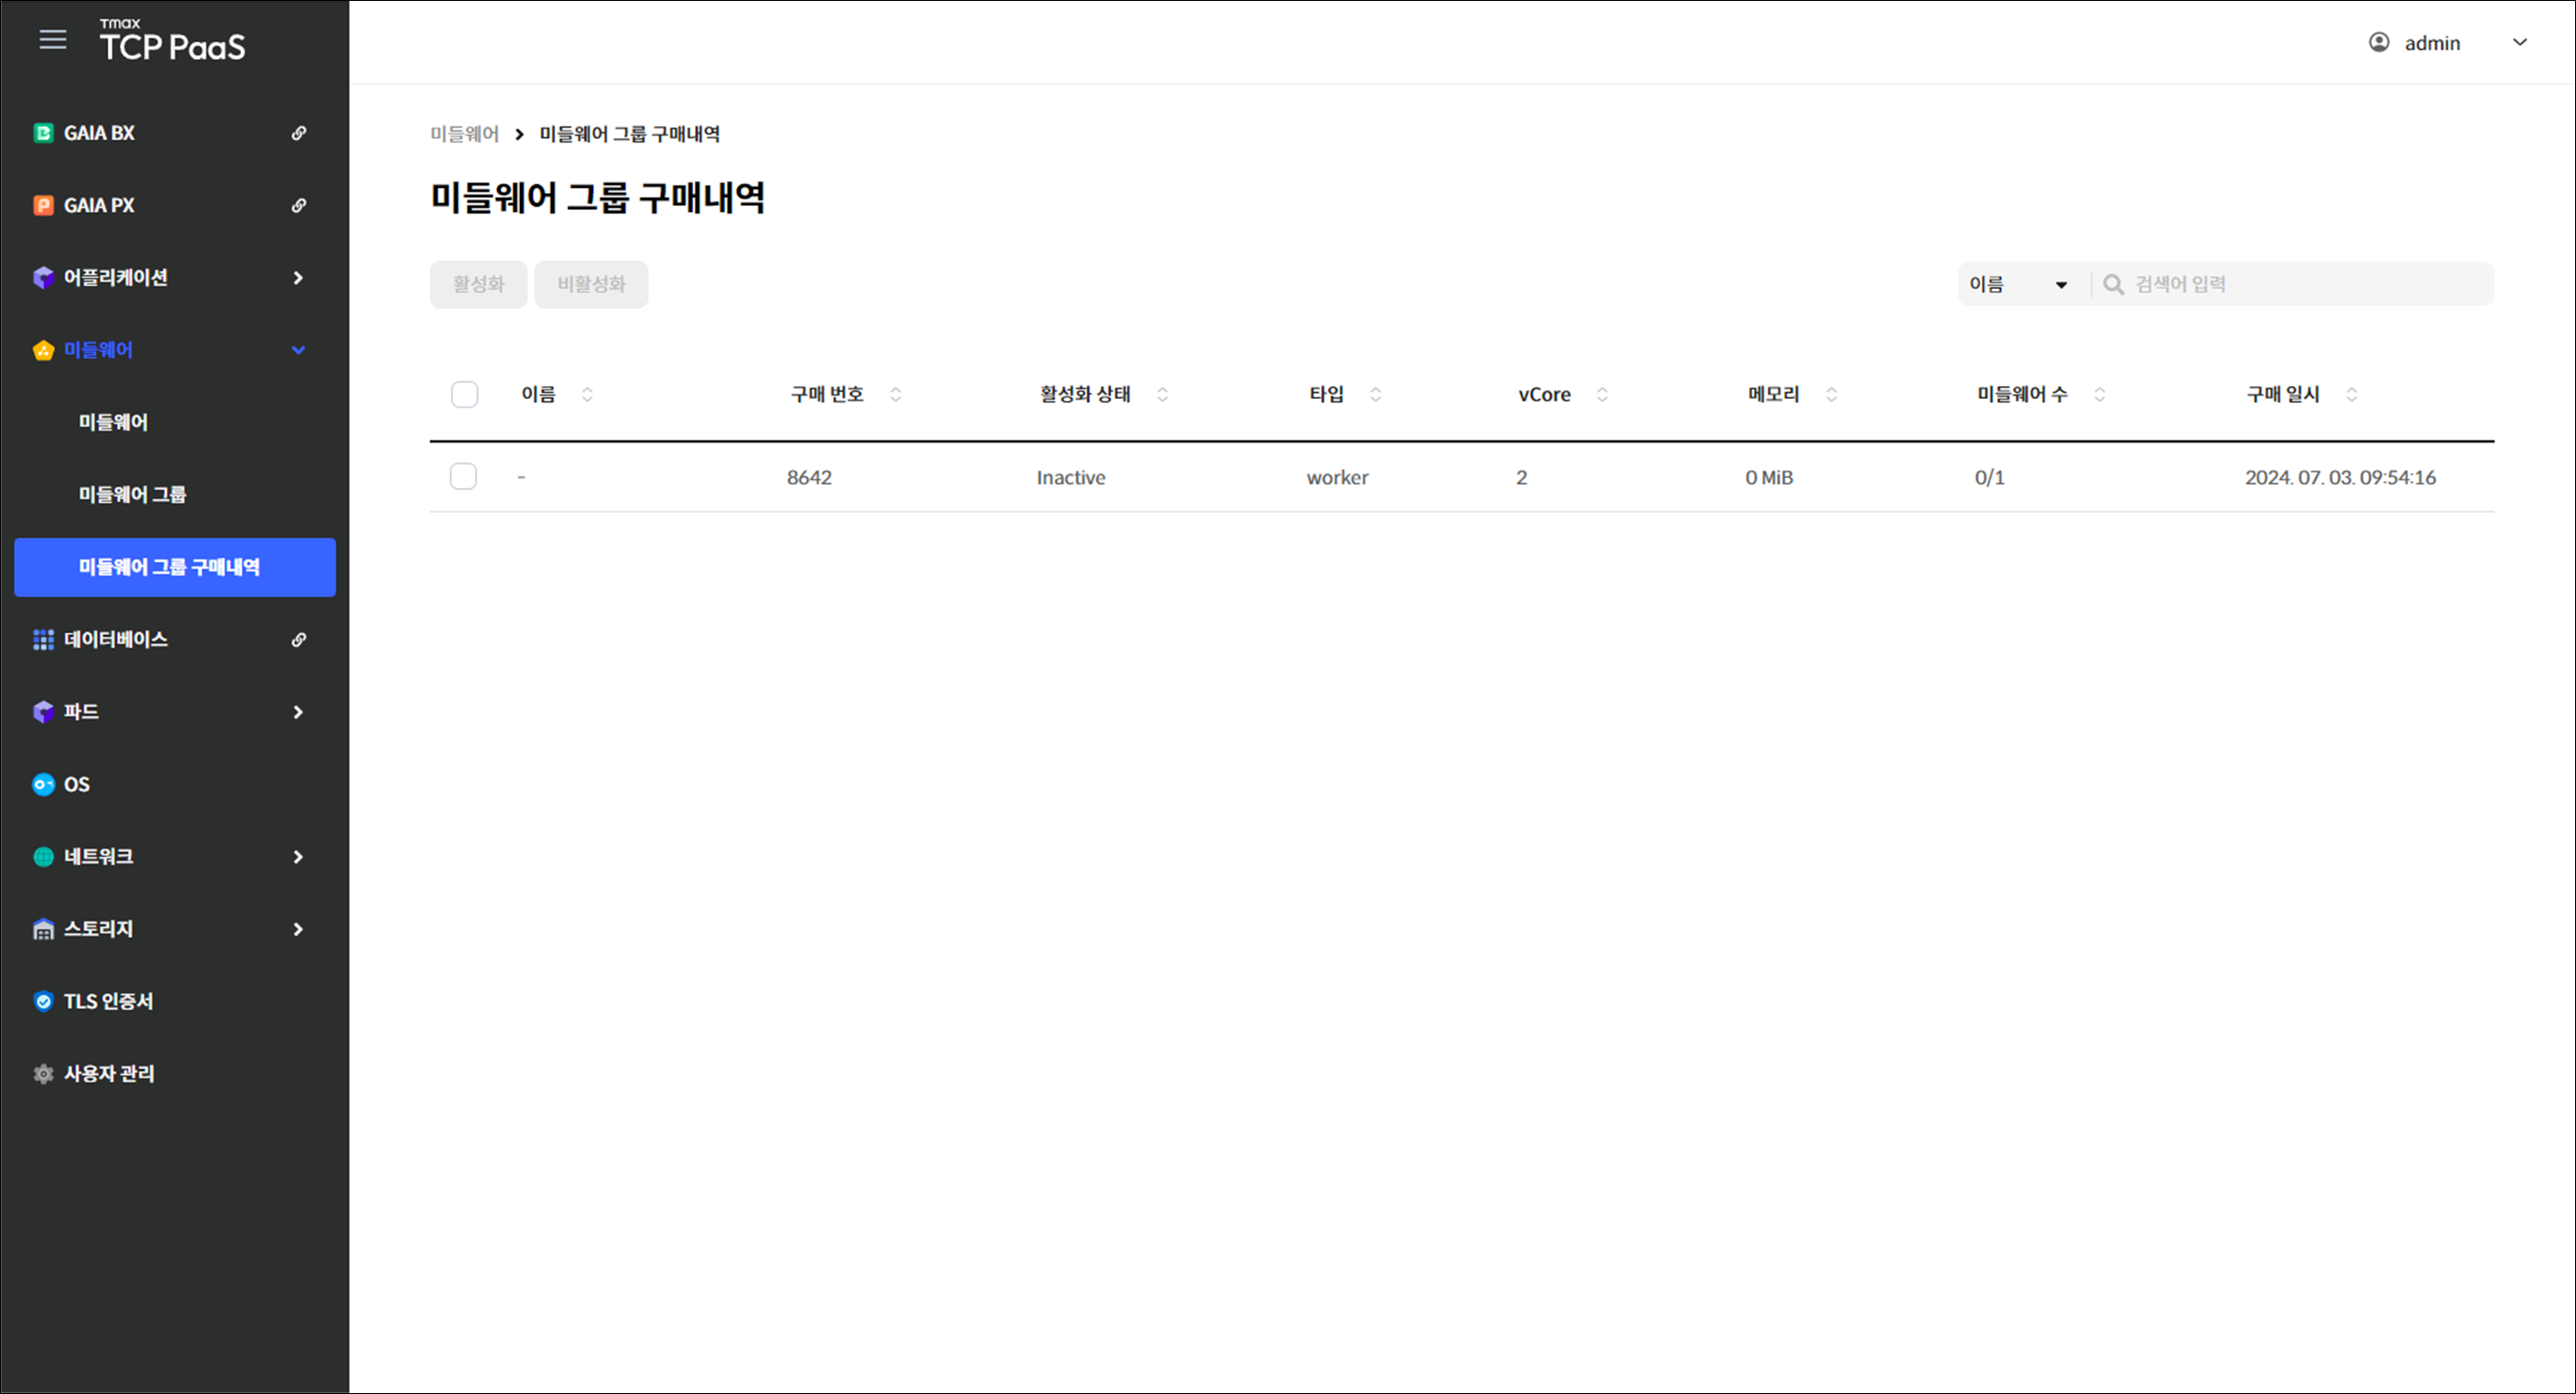 Tmax
TCP PaaS
admin
GAIA BX
GAIA PX
어플리케이션
미들웨어
미들웨어
미들웨어 그룹
미들웨어 그룹 구매내역
데이터베이스
파드
OS
네트워크
스토리지
TLS 인증서
사용자 관리
미들웨어 미들웨어 그룹 구매내역
미들웨어 그룹 구매내역
활성화 비활성화 이름 검색어 입력
이름 구매 번호 활성화 상태 타입 vCore 메모리 미들웨어 수 구매 일시
- 8642 Inactive worker 2 0 MiB 0/1 2024. 07. 03. 09:54:16